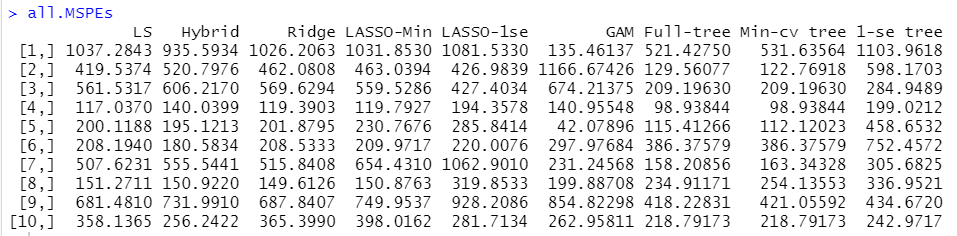 > all.MSPEs
LS Hybrid Ridge LASSO-Min LASSO-1se GAM Full-tree Min-cv tree 1-se tree
[1,] 1037.2843 935.5934 1026.2063 1031.8530 1081.5330 135.46137 521.42750 531.63564 1103.9618
[2,] 419.5374 520.7976 462.0808 463.0394 426.9839 1166.67426 129.56077 122.76918 598.1703
[3,] 561.5317 606.2170 569.6294 559.5286 427.4034 674.21375 209.19630 209.19630 284.9489
[4,] 117.0370 140.0399 119.3903 119.7927 194.3578 140.95548 98.93844 98.93844 199.0212
[5,] 200.1188 195.1213 201.8795 230.7676 285.8414 42.07896 115.41266 112.12023 458.6532
[6,] 208.1940 180.5834 208.5333 209.9717 220.0076 297.97684 386.37579 386.37579 752.4572
[7,] 507.6231 555.5441 515.8408 654.4310 1062.9010 231.24568 158.20856 163.34328 305.6825
[8,] 151.2711 150.9220 149.6126 150.8763 319.8533 199.88708 234.91171 254.13553 336.9521
[9,] 681.4810 731.9910 687.8407 749.9537 928.2086 854.82298 418.22831 421.05592 434.6720
[10,] 358.1365 256.2422 365.3990 398.0162 281.7134 262.95811 218.79173 218.79173 242.9717